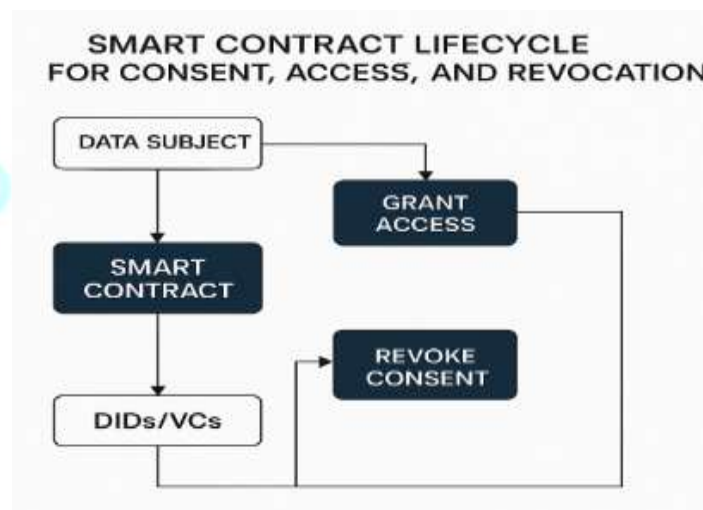 SMART CONTRACT LIFECYCLE
FOR CONSENT, ACCESS, AND REVOCATION
DATA SUBJECT
GRANT
ACCESS
SMART
CONTRACT
REVOKE
CONSENT
DIDs/VCs